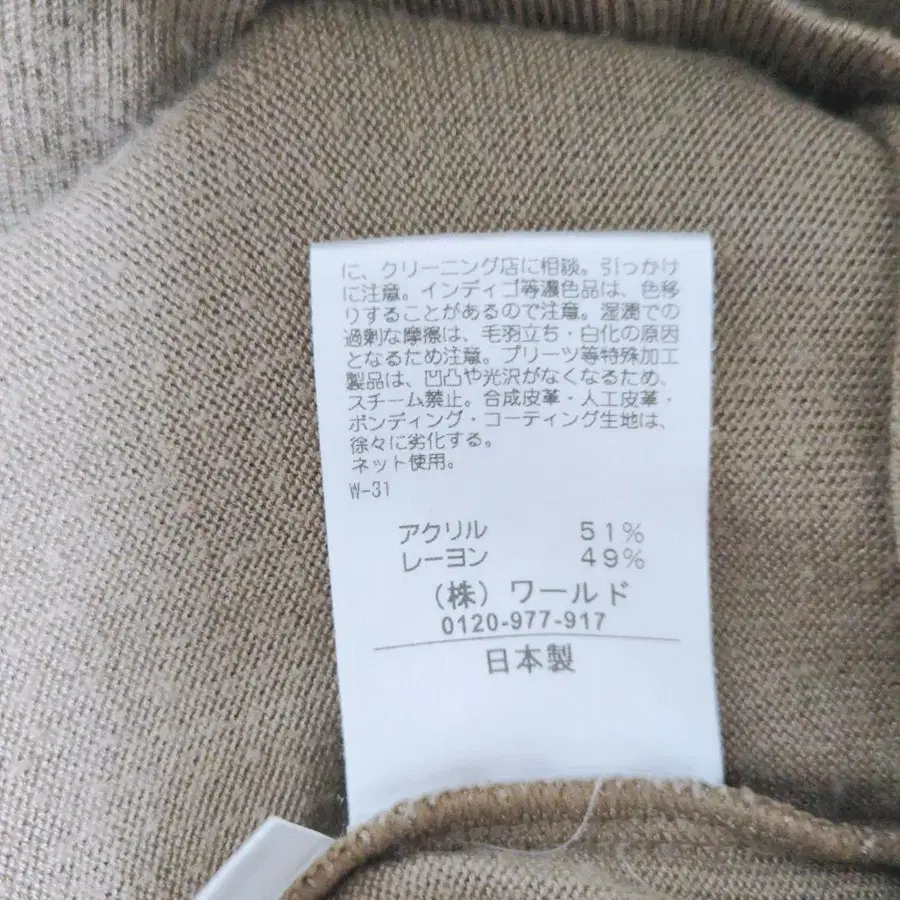 に、クリーニング店に相談。引っかけ
に注意。インディゴ等濃色品は、色移
りすることがあるので注意。湿潤での
過剰な摩擦は、毛羽立ち・白化の原因
となるため注意。プリーツ等特殊加工
製品は、凹凸や光沢がなくなるため、
スチーム禁止。合成皮革・人工皮革・
ボンディング・コーティング生地は、
徐々に劣化する。
ネット使用。
W-31
アクリル 51%
レーヨン 49%
(株)ワールド
0120-977-917
日本製